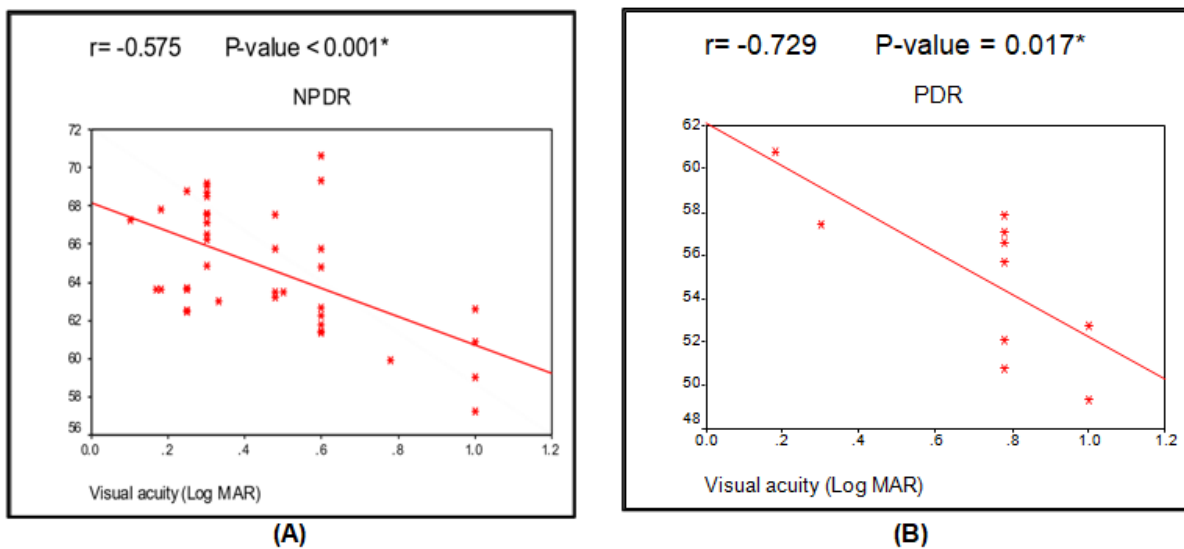 r= -0.575 P-value < 0.001*
NPDR
72
70
68
66
64
62
60
58
56
0.0 .2 .4 .6 .8 1.0 1.2
Visual acuity (Log MAR)
(A)
r= -0.729 P-value = 0.017*
PDR
62
60
58
56
54
52
50
48
0.0 .2 .4 .6 .8 1.0 1.2
Visual acuity (Log MAR)
(B)